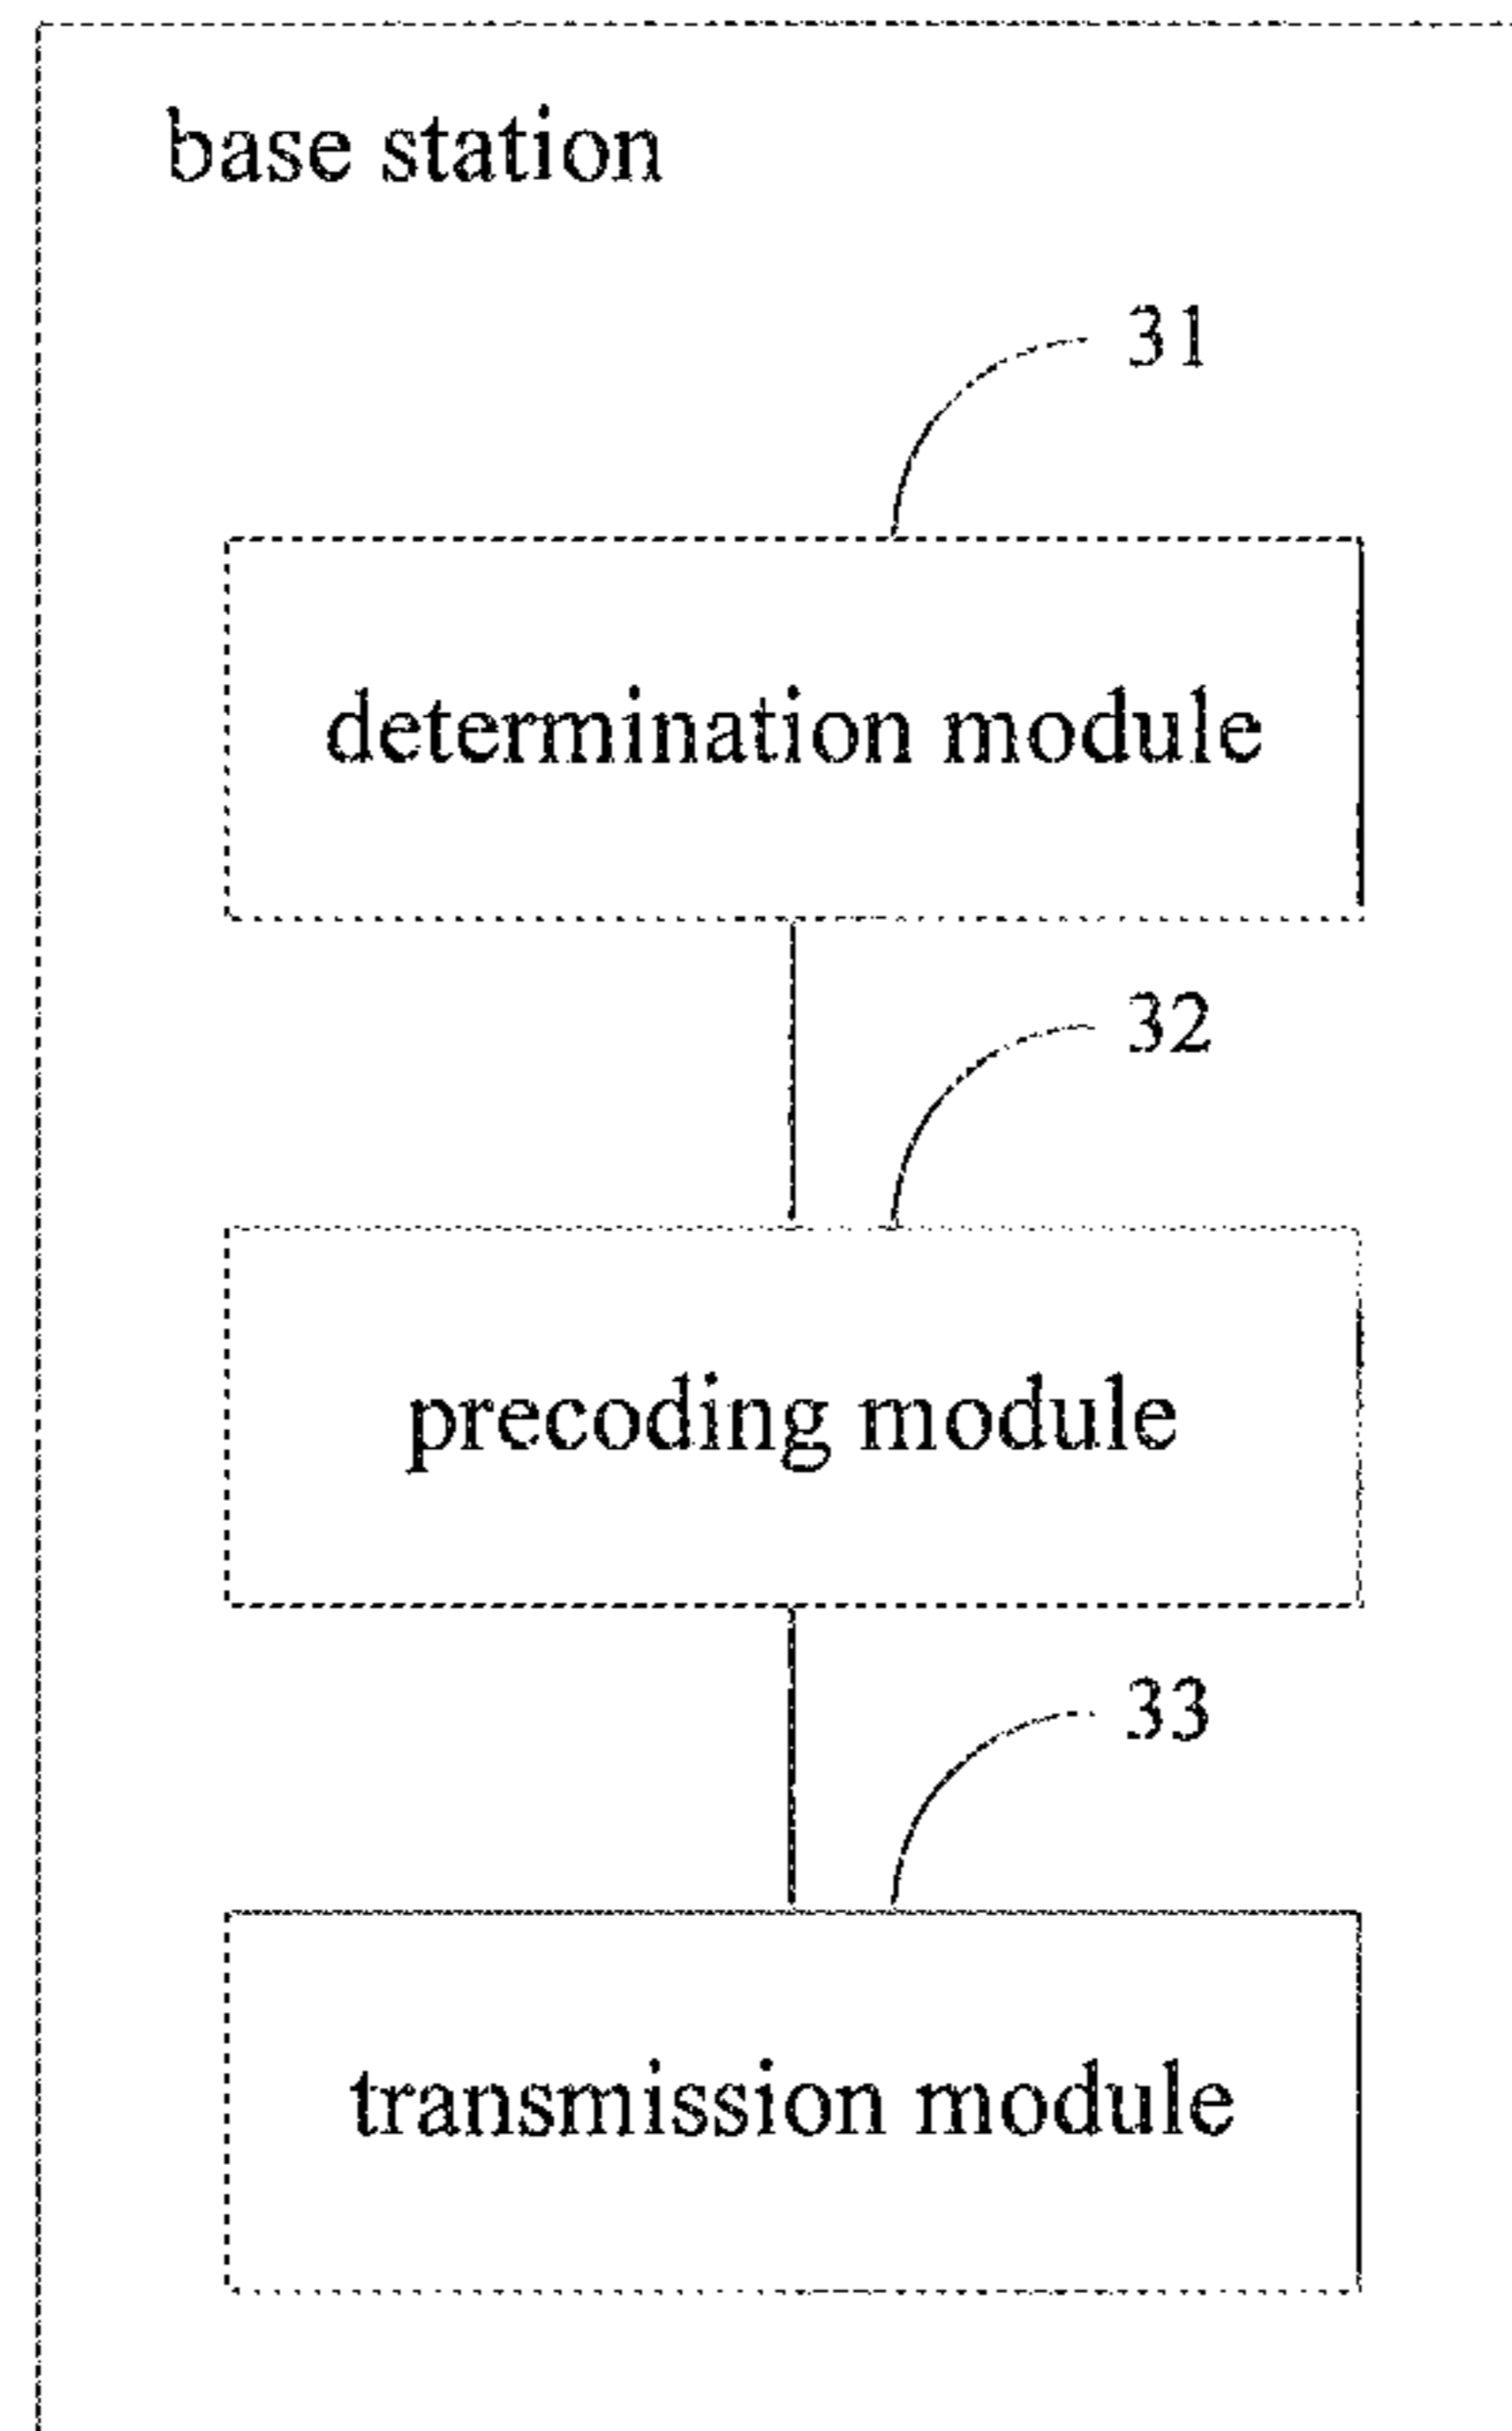 base station
31
determination module
32
precoding module
33
transmission module